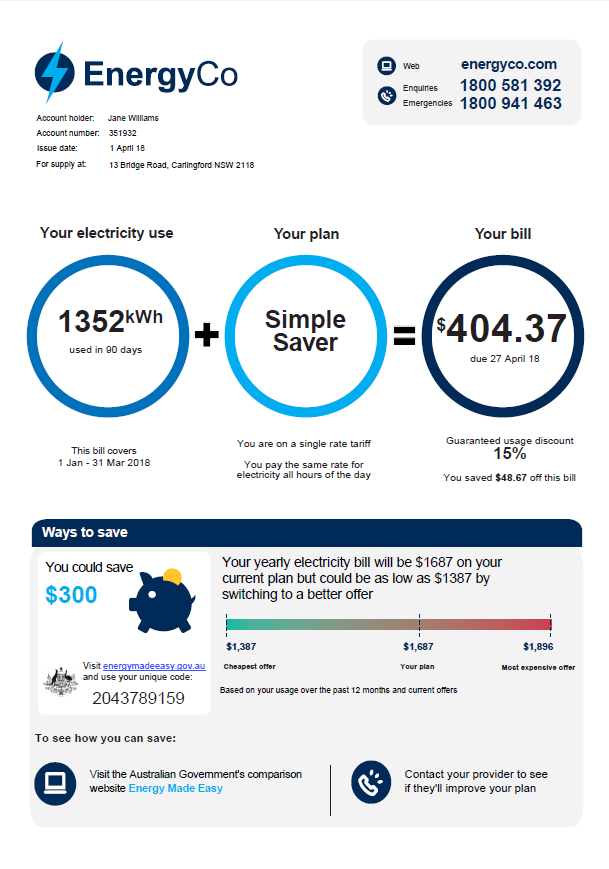 EnergyCo
Web energyco.com
Enquiries 1800 581 392
Emergencies 1800 941 463
Account holder: Jane Williams
Account number: 351932
Issue date: 1 April 18
For supply at: 13 Bridge Road, Carlingford NSW 2118
Your electricity use
1352kWh
used in 90 days
This bill covers
1 Jan - 31 Mar 2018
+
Your plan
Simple
Saver
You are on a single rate tariff
You pay the same rate for
electricity all hours of the day
=
Your bill
$404.37
due 27 April 18
Guaranteed usage discount
15%
You saved $48.67 off this bill
Ways to save
You could save
$300
Visit energymadeeasy.gov.au
and use your unique code:
2043789159
Your yearly electricity bill will be $1687 on your
current plan but could be as low as $1387 by
switching to a better offer
$1,387 $1,687 $1,896
Cheapest offer Your plan Most expensive offer
Based on your usage over the past 12 months and current offers
To see how you can save:
Visit the Australian Government's comparison
website Energy Made Easy
Contact your provider to see
if they'll improve your plan